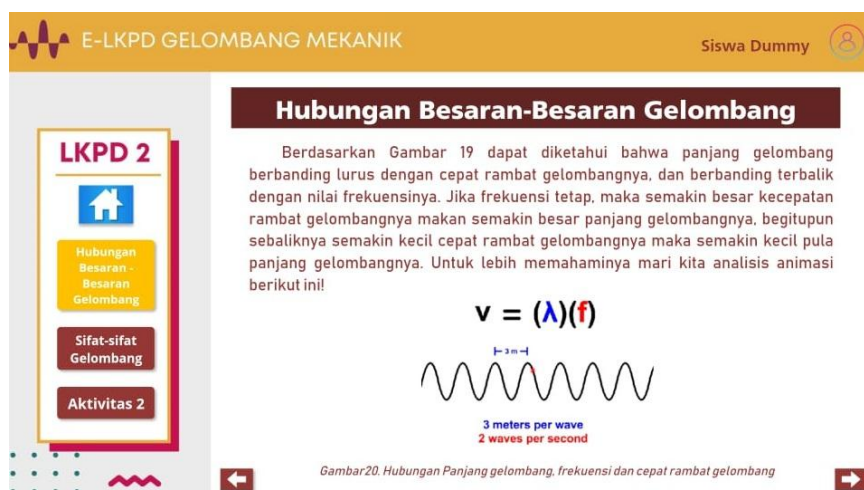 E-LKPD GELOMBANG MEKANIK
Siswa Dummy
LKPD 2
Hubungan
Besaran -
Besaran
Gelombang
Sifat-sifat
Gelombang
Aktivitas 2
Hubungan Besaran-Besaran Gelombang
Berdasarkan Gambar 19 dapat diketahui bahwa panjang gelombang
berbanding lurus dengan cepat rambat gelombangnya, dan berbanding terbalik
dengan nilai frekuensinya. Jika frekuensi tetap, maka semakin besar kecepatan
rambat gelombangnya makan semakin besar panjang gelombangnya, begitupun
sebaliknya semakin kecil cepat rambat gelombangnya maka semakin kecil pula
panjang gelombangnya. Untuk lebih memahaminya mari kita analisis animasi
berikut ini!
v = (λ)(f)
3 m
3 meters per wave
2 waves per second
Gambar20. Hubungan Panjang gelombang, frekuensi dan cepat rambat gelombang